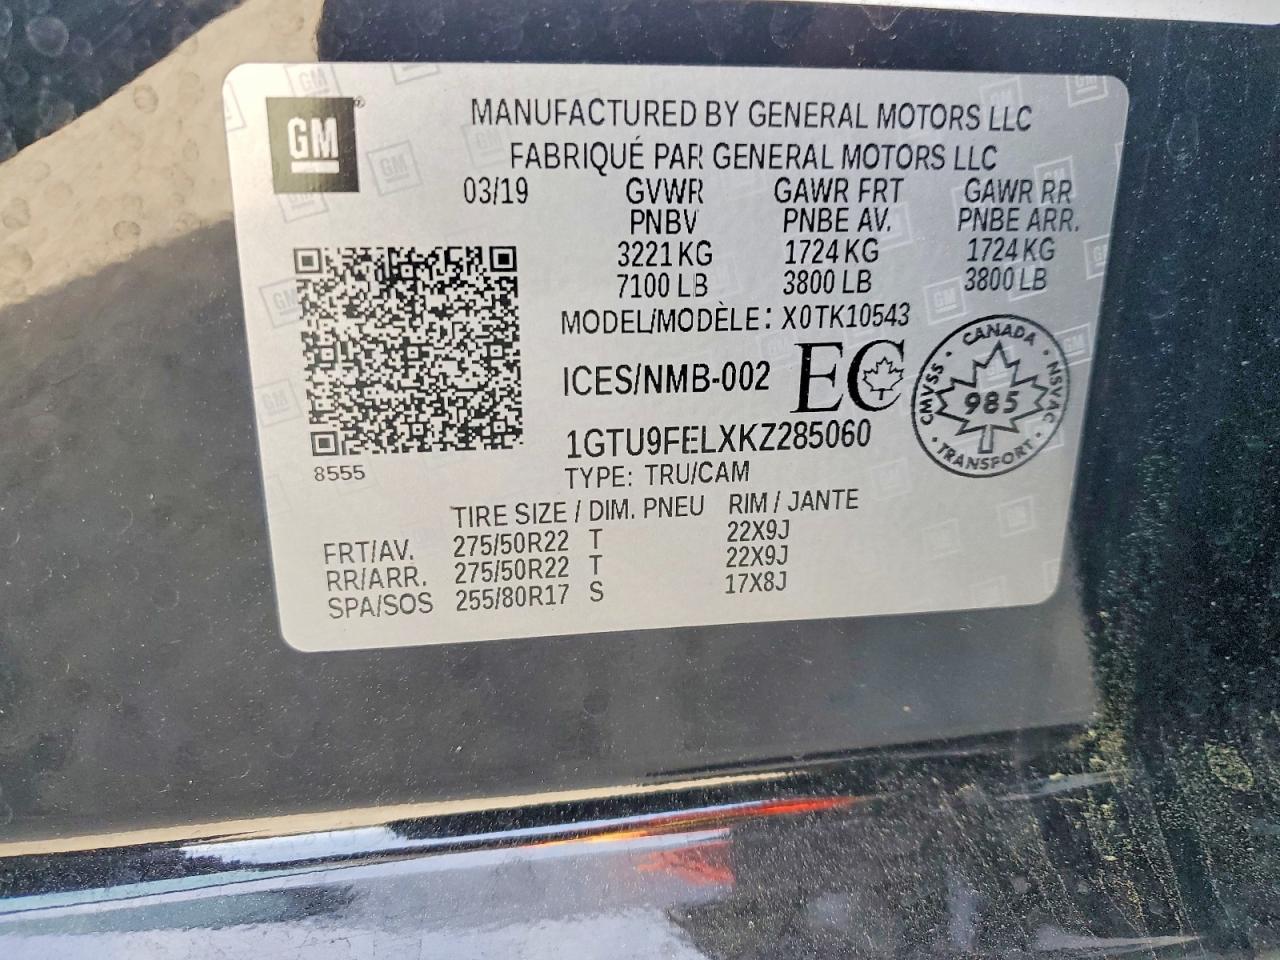 GM
MANUFACTURED BY GENERAL MOTORS LLC
FABRIQUÉ PAR GENERAL MOTORS LLC
03/19 GVWR GAWR FRT GAWR RR
PNBV PNBE AV. PNBE ARR.
3221 KG 1724 KG 1724 KG
7100 LB 3800 LB 3800 LB
MODEL/MODÈLE: X0TK10543
ICES/NMB-002 EC
CANADA
CMVSS 985 NSVAC
TRANSPORT
1GTU9FELXKZ285060
8555
TYPE: TRU/CAM
TIRE SIZE / DIM. PNEU RIM / JANTE
FRT/AV. 275/50R22 T 22X9J
RR/ARR. 275/50R22 T 22X9J
SPA/SOS 255/80R17 S 17X8J